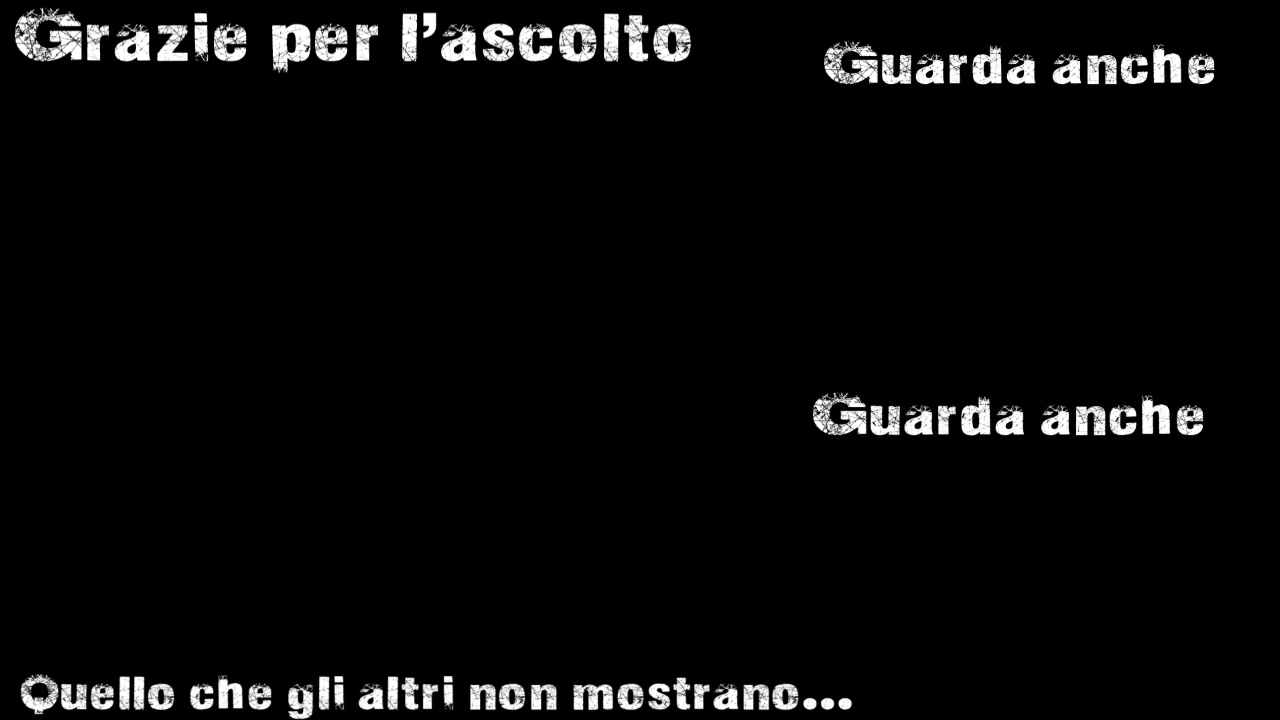 Grazie per l’ascolto
Guarda anche
Guarda anche
Quello che gli altri non mostrano...